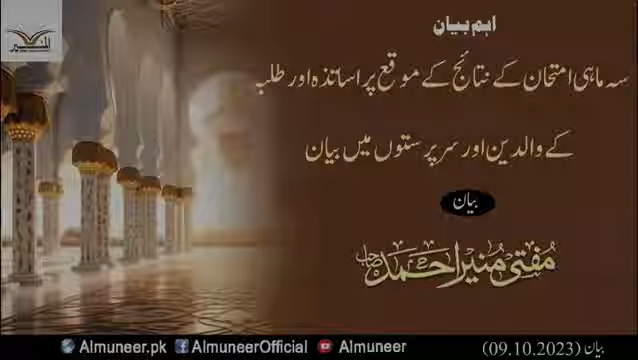 المنیر
اہم بیان
سہ ماہی امتحان کے نتائج کے موقع پر اساتذہ اور طلبہ
کے والدین اور سرپرستوں میں بیان
بیان
مفتی منیر احمد صاحب
Almuneer.pk AlmuneerOfficial Almuneer بیان (09.10.2023)